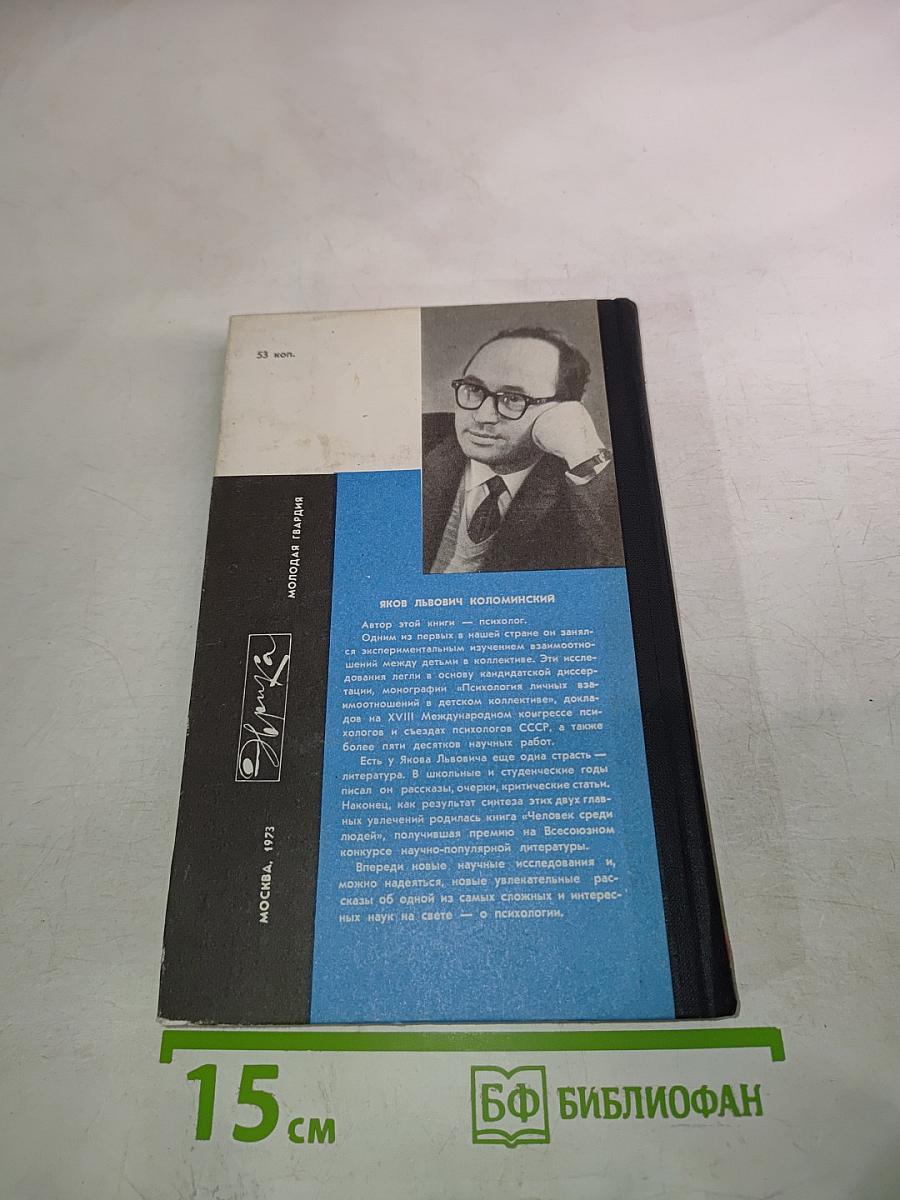 53 коп.
МОЛОДАЯ ГВАРДИЯ
Эврика
МОСКВА, 1973
ЯКОВ ЛЬВОВИЧ КОЛОМИНСКИЙ
Автор этой книги — психолог.
Одним из первых в нашей стране он занял-
ся экспериментальным изучением взаимоотно-
шений между детьми в коллективе. Эти иссле-
дования легли в основу кандидатской диссер-
тации, монографии «Психология личных вза-
имоотношений в детском коллективе», докла-
дов на XVIII Международном конгрессе пси-
хологов и съездах психологов СССР, а также
более пяти десятков научных работ.
Есть у Якова Львовича еще одна страсть —
литература. В школьные и студенческие годы
писал он рассказы, очерки, критические статьи.
Наконец, как результат синтеза этих двух глав-
ных увлечений родилась книга «Человек среди
людей», получившая премию на Всесоюзном
конкурсе научно-популярной литературы.
Впереди новые научные исследования и,
можно надеяться, новые увлекательные рас-
сказы об одной из самых сложных и интерес-
ных наук на свете — о психологии.
15 см
БФ БИБЛИОФАН